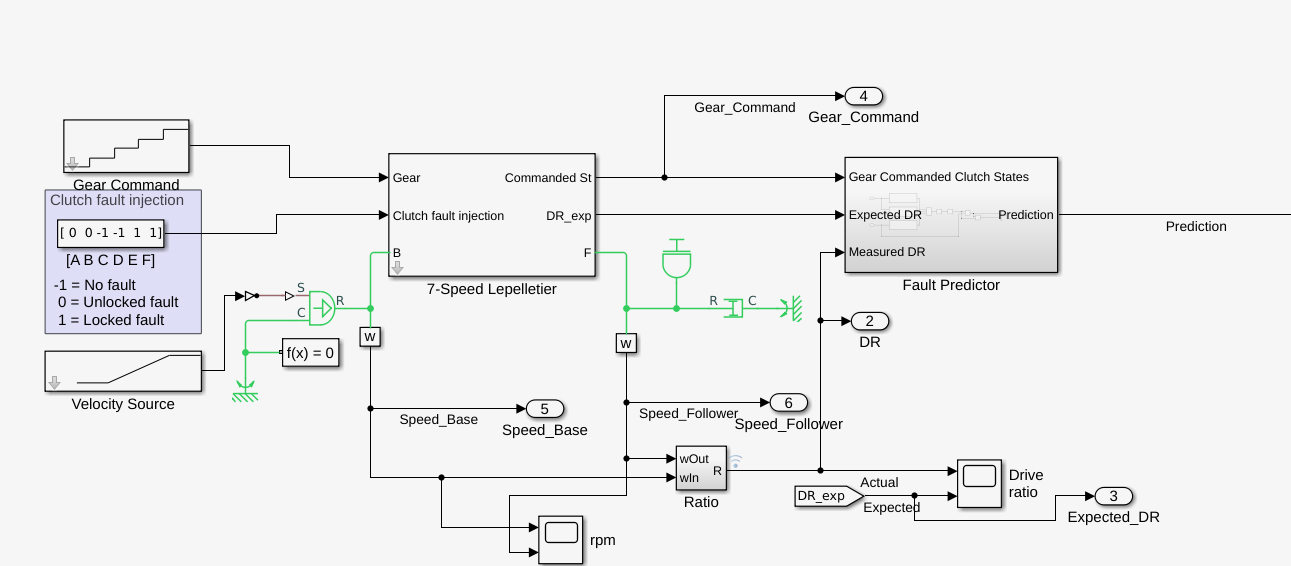 4
Gear_Command
Gear_Command
Gear Command
Gear
Commanded St
Clutch fault injection
DR_exp
B
F
7-Speed Lepelletier
Gear Commanded Clutch States
Expected DR
Prediction
Measured DR
Fault Predictor
Prediction
Clutch fault injection
[ 0 0 -1 -1 1 1]
[A B C D E F]
-1 = No fault
0 = Unlocked fault
1 = Locked fault
S
C
R
R
C
f(x) = 0
w
w
2
DR
Velocity Source
5
Speed_Base
Speed_Base
6
Speed_Follower
Speed_Follower
wOut
wIn
R
Ratio
DR_exp
Actual
Expected
Drive
ratio
3
Expected_DR
rpm